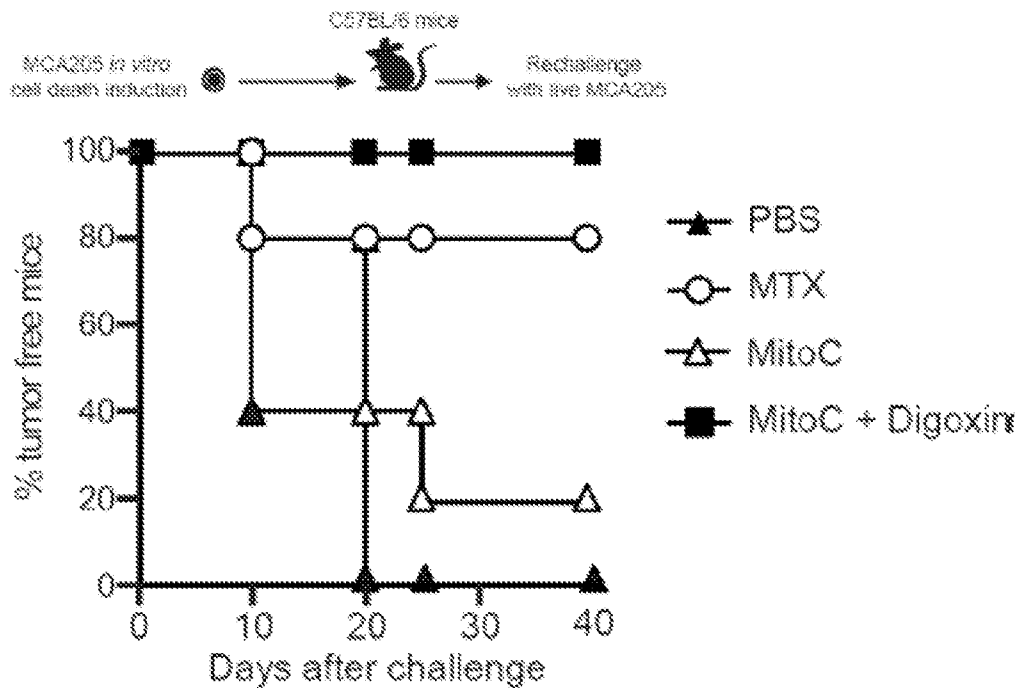 C57BL/6 mice
MCA205 in vitro
cell death induction
Rechallenge
with live MCA205
% tumor free mice
100
80
60
40
20
0
0 10 20 30 40
Days after challenge
PBS
MTX
MitoC
MitoC + Digoxin